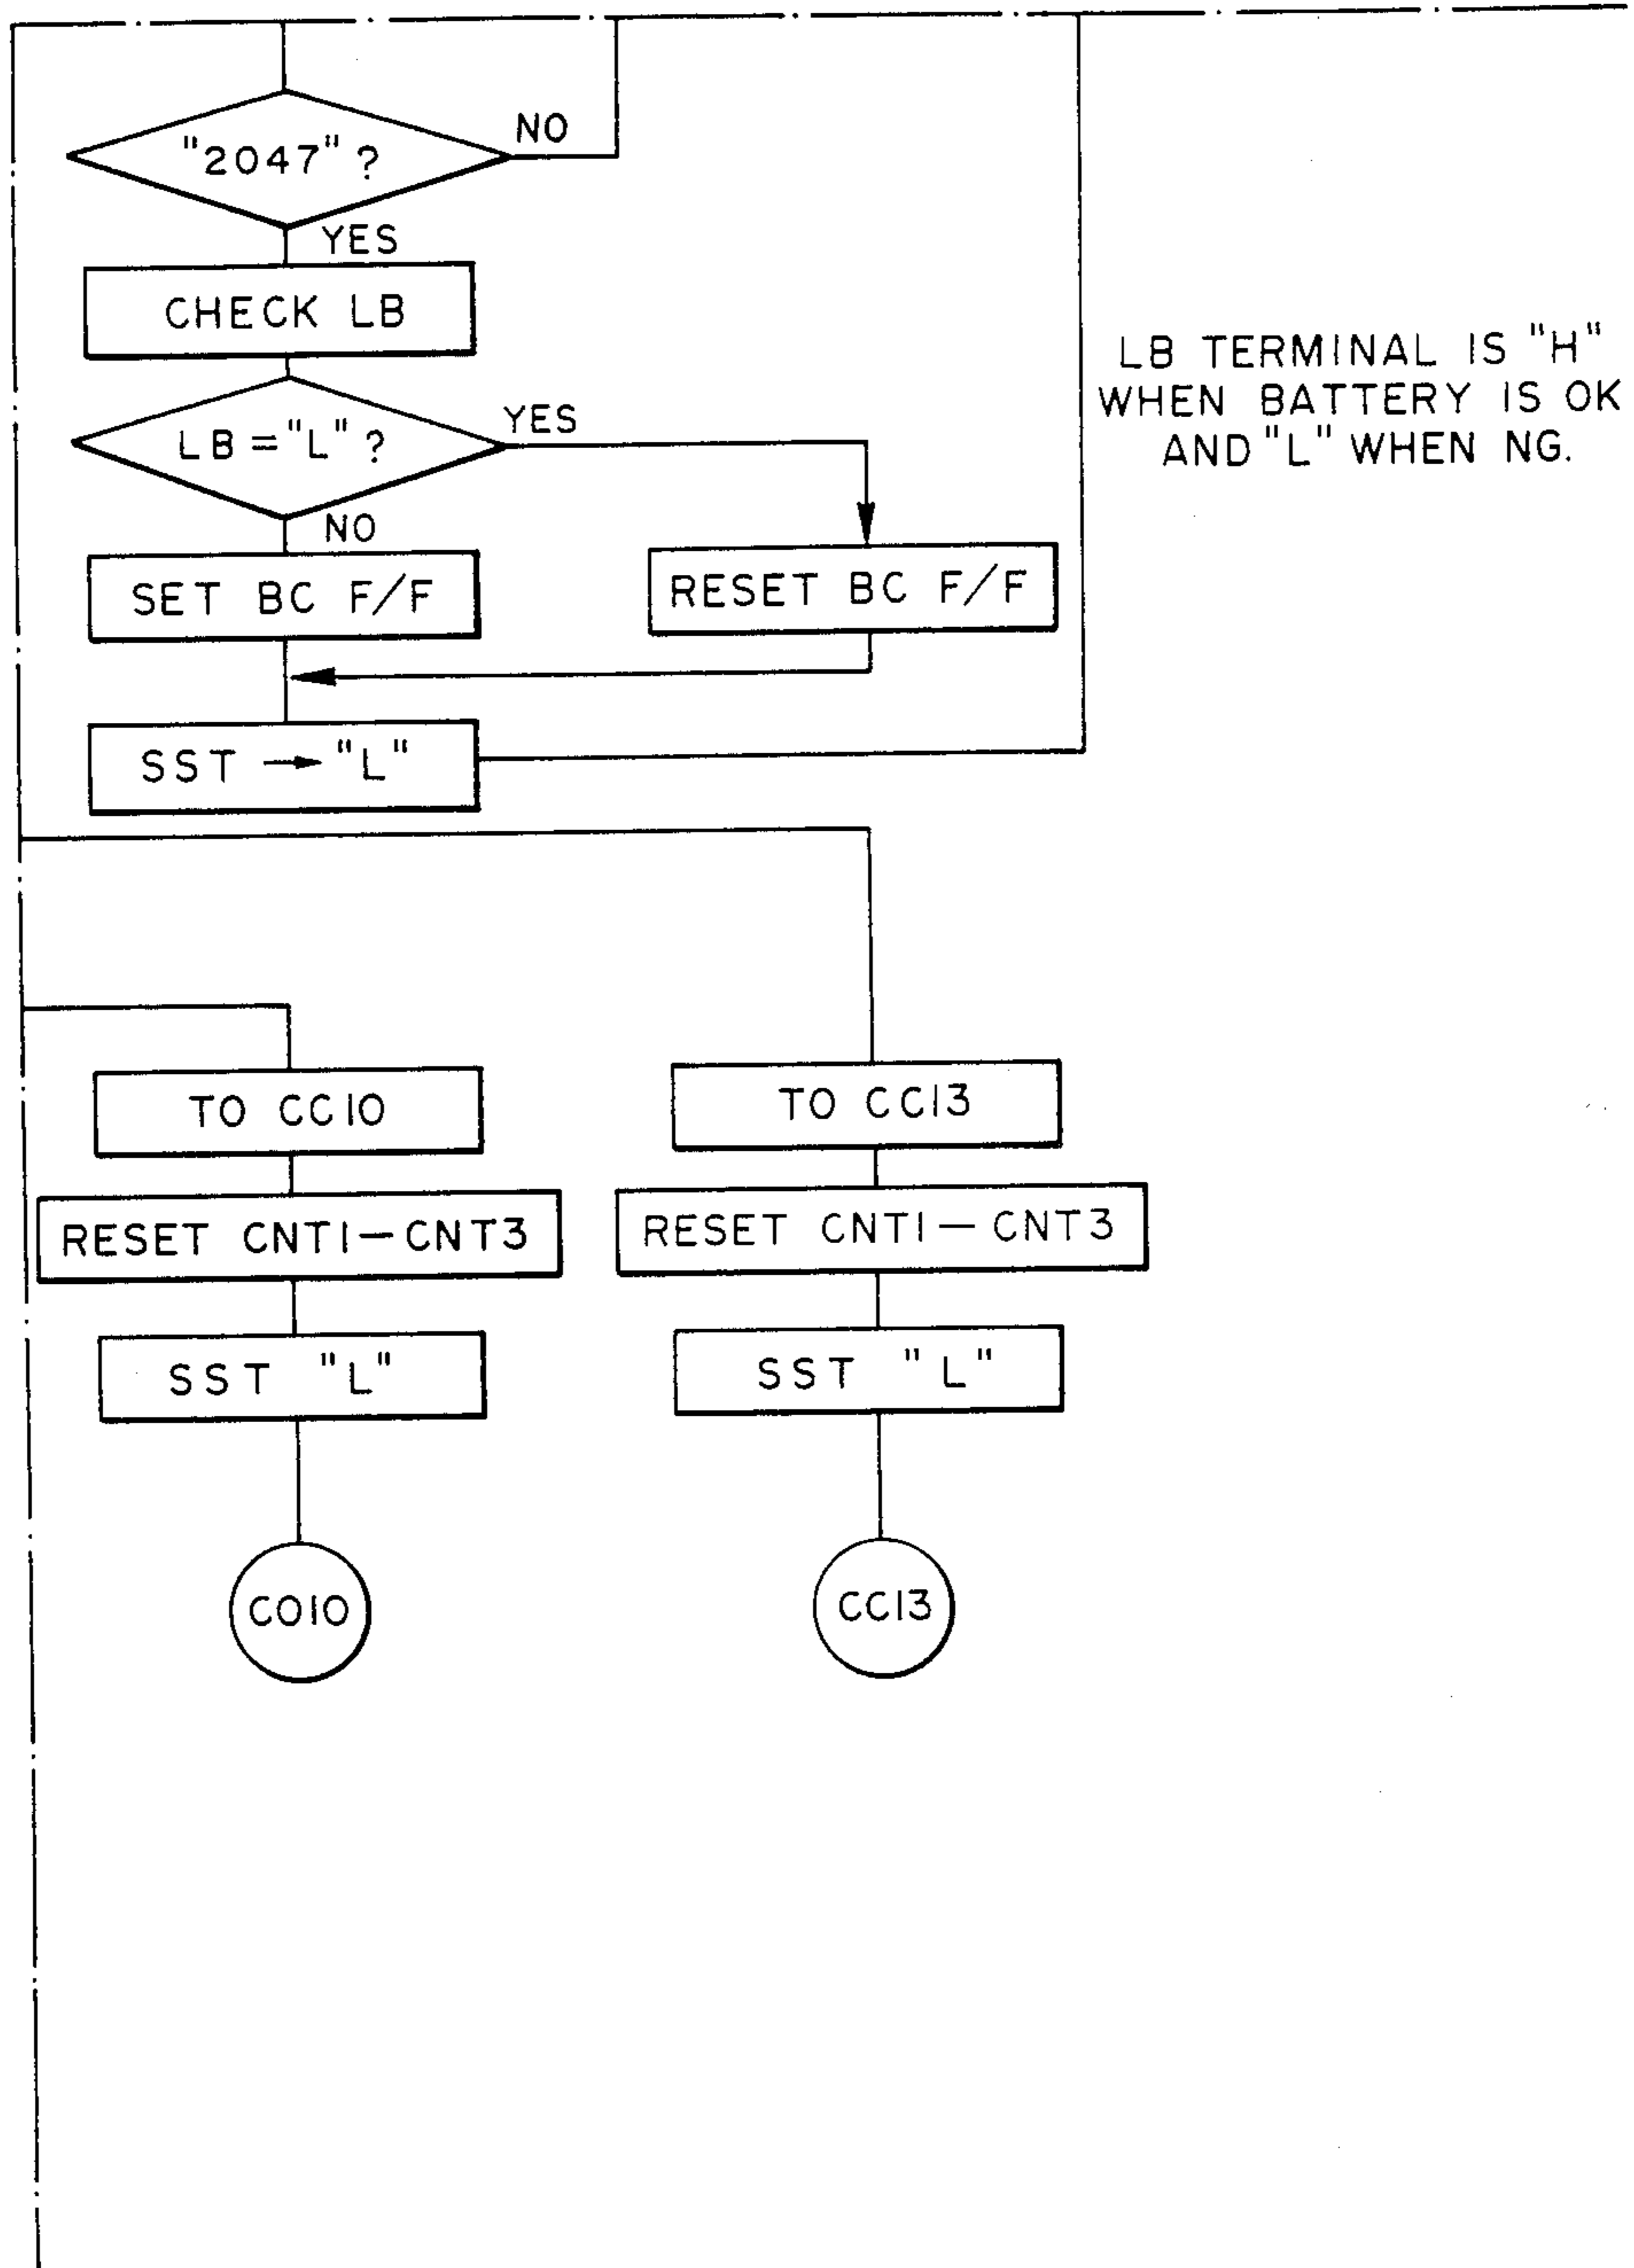 "2047" ?
NO
YES
CHECK LB
LB TERMINAL IS "H"
WHEN BATTERY IS OK
AND "L" WHEN NG.
LB = "L" ?
YES
NO
SET BC F/F
RESET BC F/F
SST → "L"
TO CC10
TO CC13
RESET CNT1 — CNT3
RESET CNT1 — CNT3
SST "L"
SST "L"
CO10
CC13